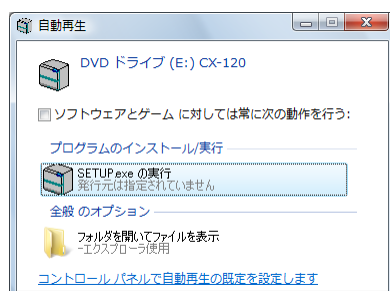 自動再生
DVD ドライブ (E:) CX-120
ソフトウェアとゲーム に対しては常に次の動作を行う:
プログラムのインストール/実行
SETUP.exe の実行
発行元は指定されていません
全般 のオプション
フォルダを開いてファイルを表示
-エクスプローラ使用
コントロール パネルで自動再生の既定を設定します